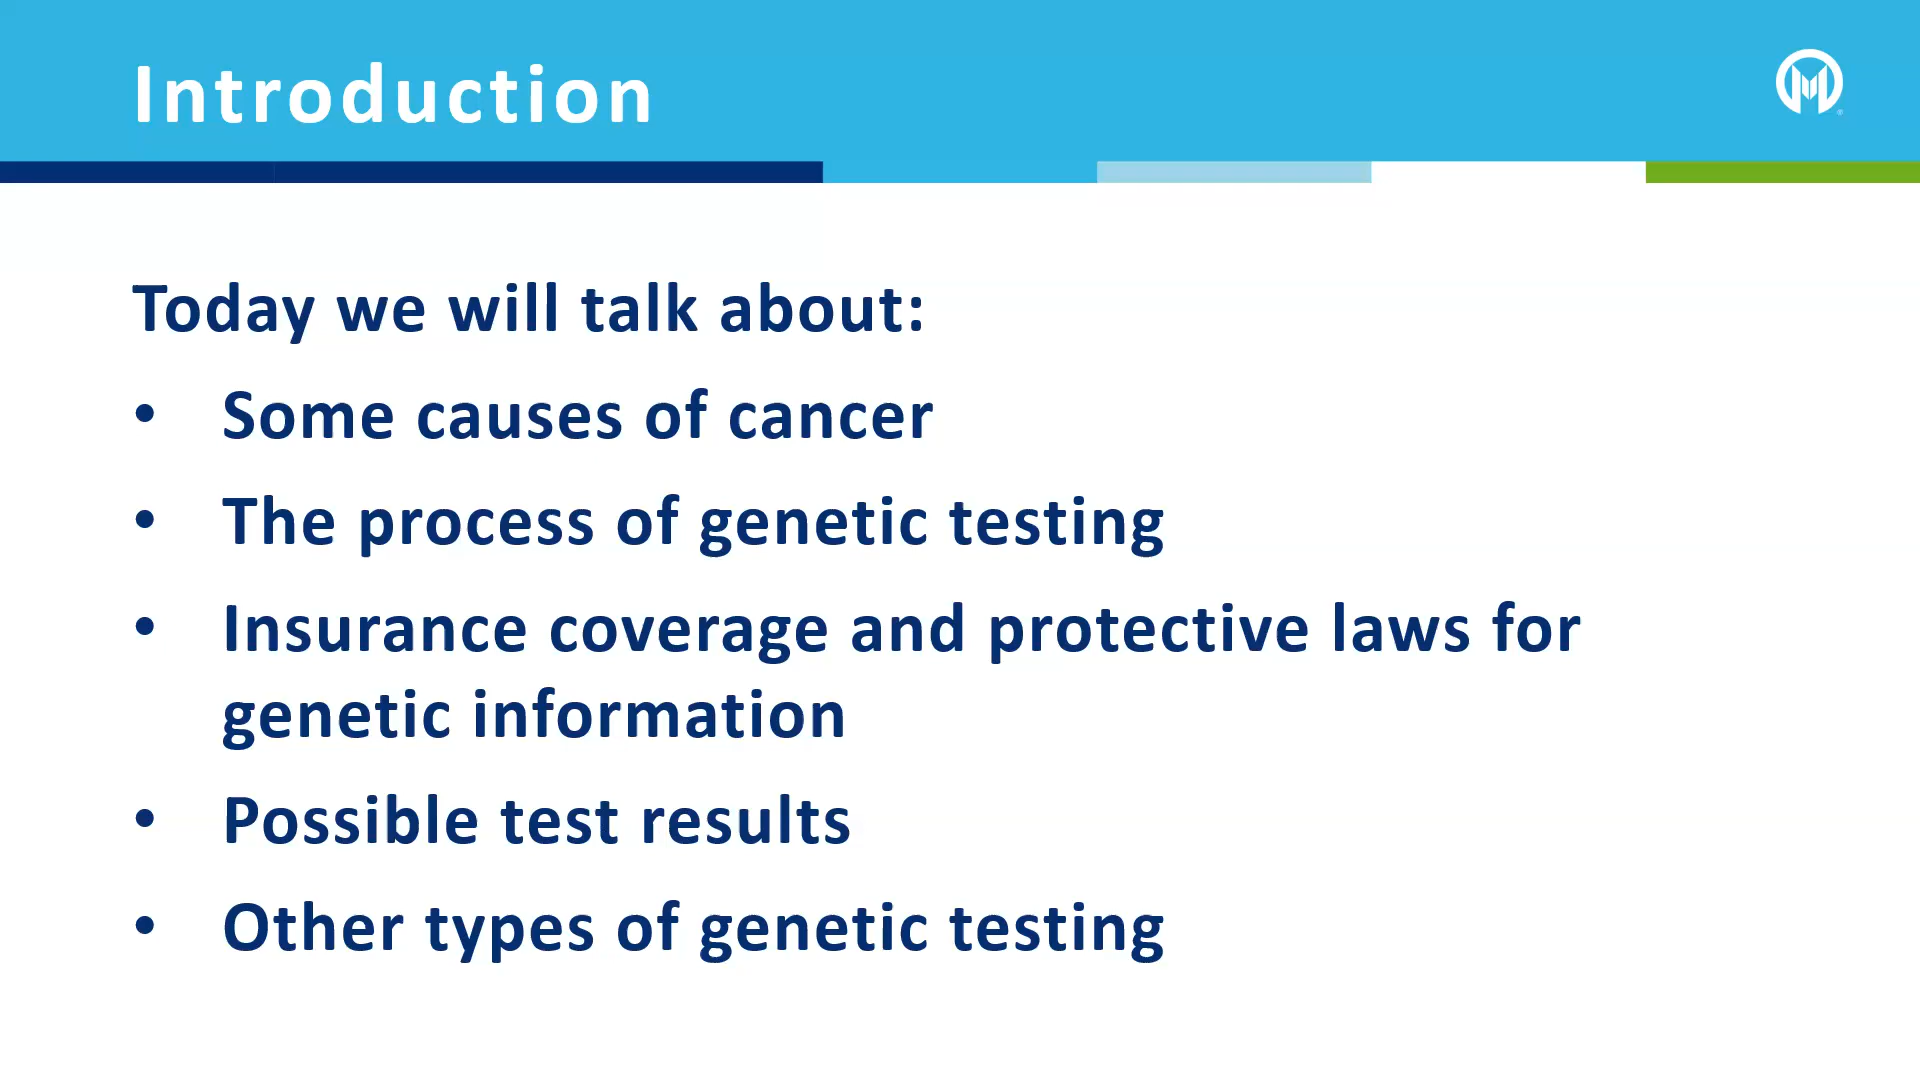 Introduction
Today we will talk about:
• Some causes of cancer
• The process of genetic testing
• Insurance coverage and protective laws for
genetic information
• Possible test results
• Other types of genetic testing